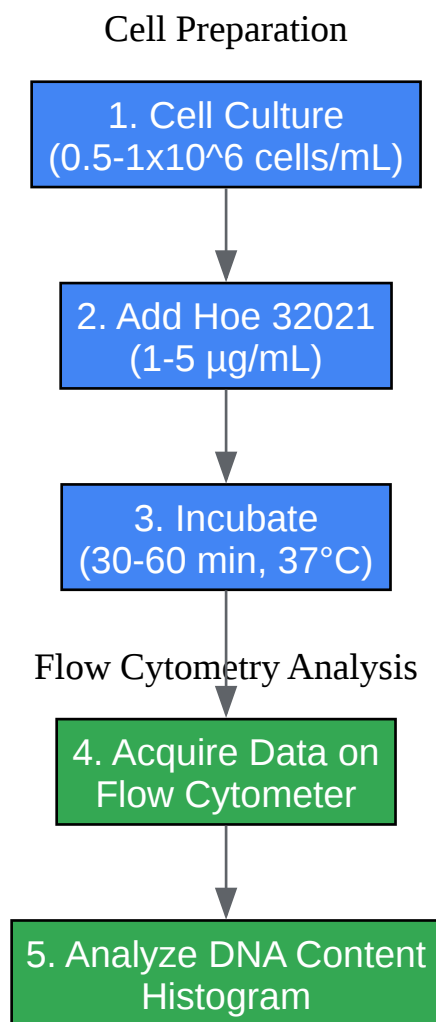 Cell Preparation
1. Cell Culture
(0.5-1x10^6 cells/mL)
2. Add Hoe 32021
(1-5 µg/mL)
3. Incubate
(30-60 min, 37°C)
Flow Cytometry Analysis
4. Acquire Data on
Flow Cytometer
5. Analyze DNA Content
Histogram